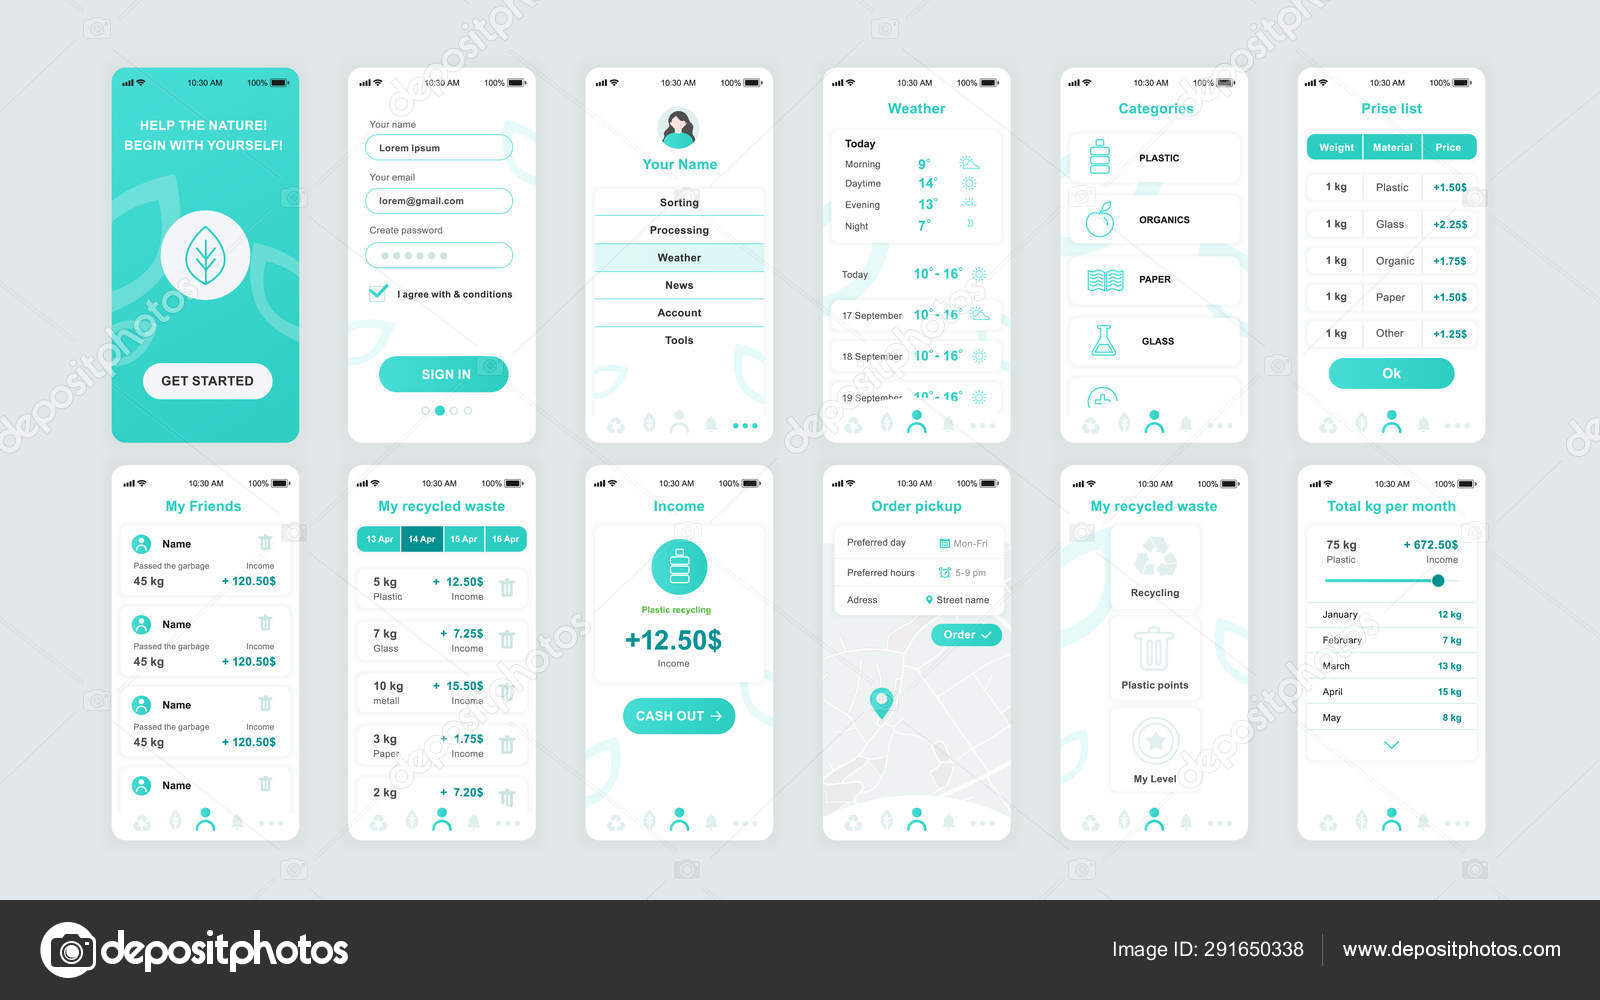 10:30 AM 100%
HELP THE NATURE!
BEGIN WITH YOURSELF!
GET STARTED
10:30 AM 100%
Your name
Lorem Ipsum
Your email
lorem@gmail.com
Create password
I agree with & conditions
SIGN IN
10:30 AM 100%
Your Name
Sorting
Processing
Weather
News
Account
Tools
10:30 AM 100%
Weather
Today
Morning 9°
Daytime 14°
Evening 13°
Night 7°
Today 10°- 16°
17 September 10°- 16°
18 September 10°- 16°
19 September 10°- 16°
10:30 AM 100%
Categories
PLASTIC
ORGANICS
PAPER
GLASS
10:30 AM 100%
Prise list
Weight Material Price
1 kg Plastic +1.50$
1 kg Glass +2.25$
1 kg Organic +1.75$
1 kg Paper +1.50$
1 kg Other +1.25$
Ok
10:30 AM 100%
My Friends
Name
Passed the garbage Income
45 kg + 120.50$
Name
Passed the garbage Income
45 kg + 120.50$
Name
Passed the garbage Income
45 kg + 120.50$
Name
10:30 AM 100%
My recycled waste
13 Apr 14 Apr 15 Apr 16 Apr
5 kg + 12.50$
Plastic Income
7 kg + 7.25$
Glass Income
10 kg + 15.50$
metall Income
3 kg + 1.75$
Paper Income
2 kg + 7.20$
10:30 AM 100%
Income
Plastic recycling
+12.50$
Income
CASH OUT
10:30 AM 100%
Order pickup
Preferred day Mon-Fri
Preferred hours 5-9 pm
Adress Street name
Order
10:30 AM 100%
My recycled waste
Recycling
Plastic points
My Level
10:30 AM 100%
Total kg per month
75 kg + 672.50$
Plastic Income
January 12 kg
February 7 kg
March 13 kg
April 15 kg
May 8 kg
depositphotos
Image ID: 291650338 www.depositphotos.com